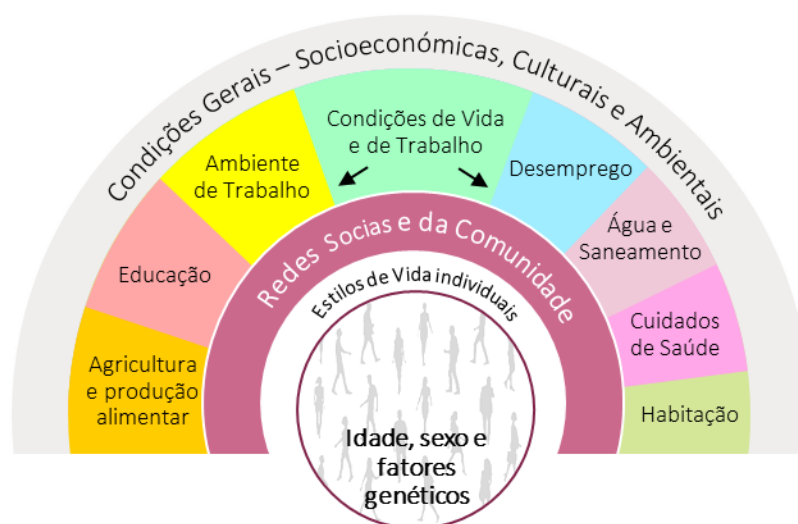 Condições Gerais – Socioeconómicas, Culturais e Ambientais
Condições de Vida
e de Trabalho
Ambiente
de Trabalho
Desemprego
Educação
Água e
Saneamento
Agricultura
e produção
alimentar
Cuidados
de Saúde
Habitação
Redes Socias e da Comunidade
Estilos de Vida individuais
Idade, sexo e
fatores
genéticos